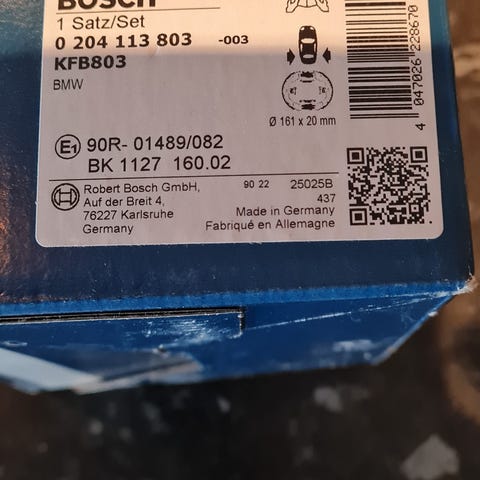 BOSCH
1 Satz/Set
0 204 113 803 -003
KFB803
BMW
Ø 161 x 20 mm
4 047026 228670
E1 90R- 01489/082
BK 1127 160.02
Robert Bosch GmbH,
Auf der Breit 4,
76227 Karlsruhe
Germany
90 22 25025B
437
Made in Germany
Fabriqué en Allemagne